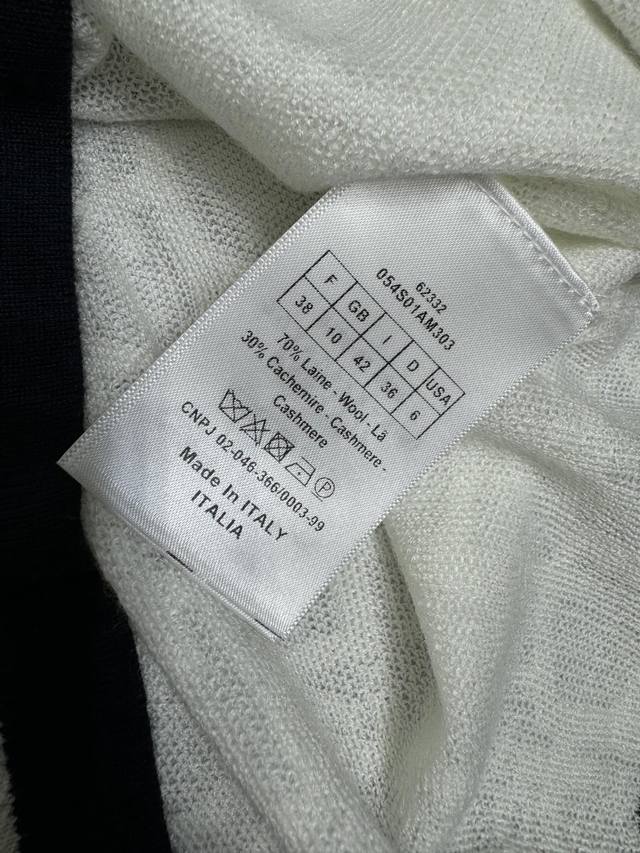 62332
054S01AM303
F GB I D USA
38 10 42 36 6
70% Laine - Wool - Lã
30% Cachemire - Cashmere -
Cashmere
P
CNPJ 02-046-366/0003-99
Made In ITALY
ITALIA